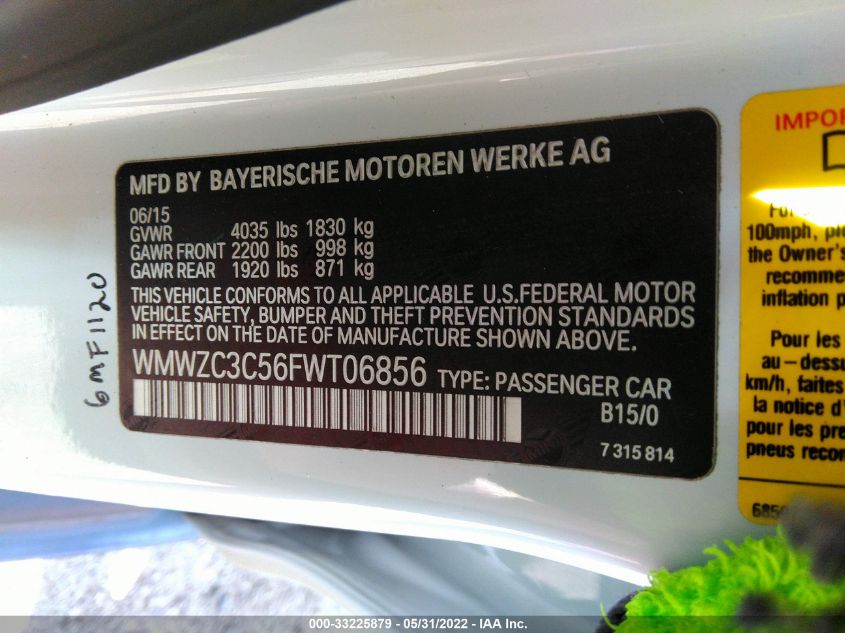 MFD BY BAYERISCHE MOTOREN WERKE AG
06/15
GVWR 4035 lbs 1830 kg
GAWR FRONT 2200 lbs 998 kg
GAWR REAR 1920 lbs 871 kg
THIS VEHICLE CONFORMS TO ALL APPLICABLE U.S.FEDERAL MOTOR
VEHICLE SAFETY, BUMPER AND THEFT PREVENTION STANDARDS
IN EFFECT ON THE DATE OF MANUFACTURE SHOWN ABOVE.
WMWZC3C56FWT06856 TYPE: PASSENGER CAR
B15/0
7 315 814
6MF1120
IMPOR
100mph,
the Owner's
recomme
inflation p
Pour les
au-dessu
km/h, faites
la notice d'
pour les pre
pneus recon
685
000-33225879 - 05/31/2022 - IAA Inc.